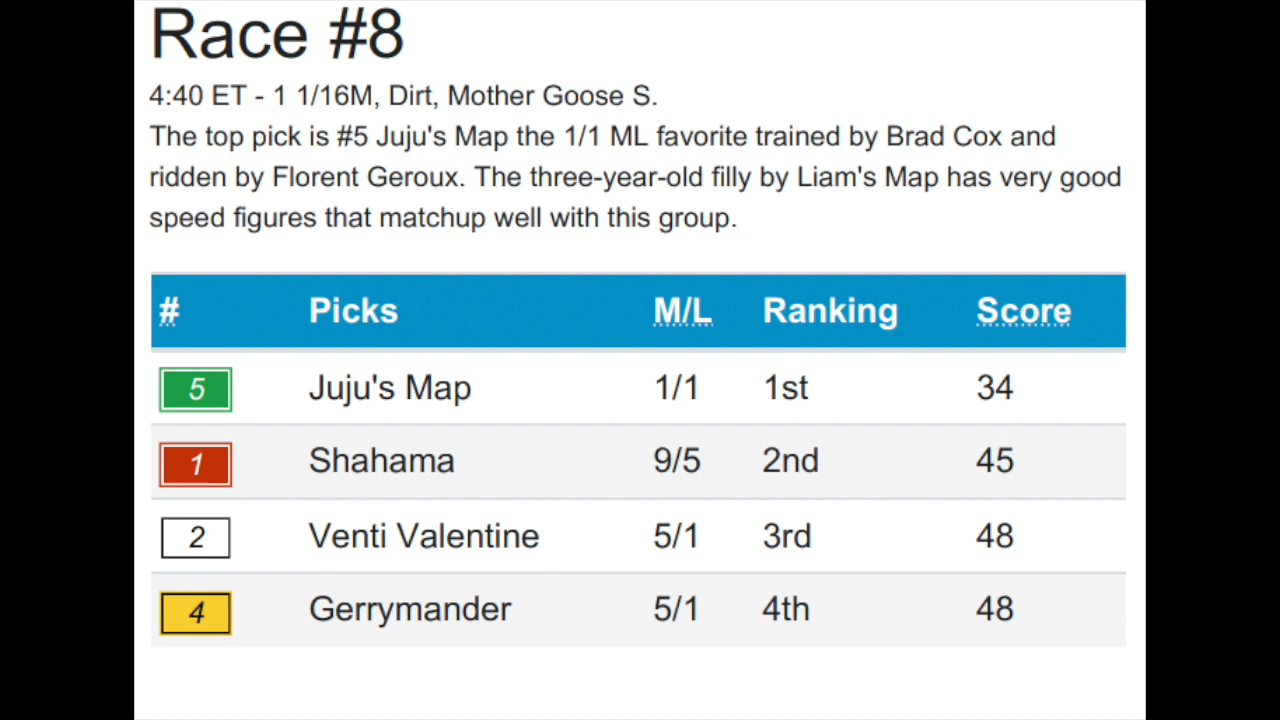 Race #8
4:40 ET - 1 1/16M, Dirt, Mother Goose S.
The top pick is #5 Juju's Map the 1/1 ML favorite trained by Brad Cox and
ridden by Florent Geroux. The three-year-old filly by Liam's Map has very good
speed figures that matchup well with this group.
# Picks M/L Ranking Score
5 Juju's Map 1/1 1st 34
1 Shahama 9/5 2nd 45
2 Venti Valentine 5/1 3rd 48
4 Gerrymander 5/1 4th 48